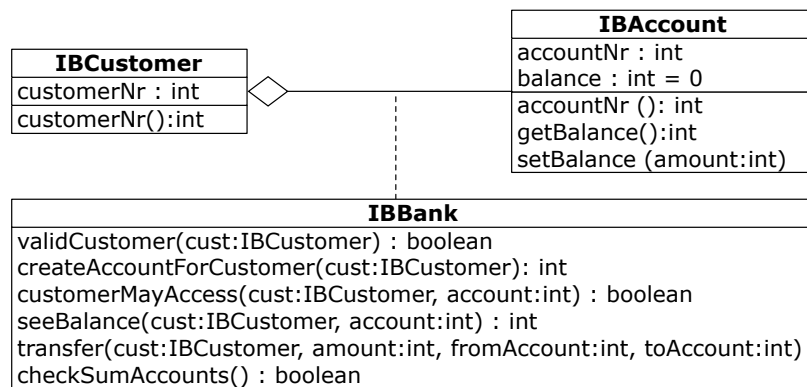 IBCustomer
customerNr : int
customerNr():int
IBAccount
accountNr : int
balance : int = 0
accountNr (): int
getBalance():int
setBalance (amount:int)
IBBank
validCustomer(cust:IBCustomer) : boolean
createAccountForCustomer(cust:IBCustomer): int
customerMayAccess(cust:IBCustomer, account:int) : boolean
seeBalance(cust:IBCustomer, account:int) : int
transfer(cust:IBCustomer, amount:int, fromAccount:int, toAccount:int)
checkSumAccounts() : boolean